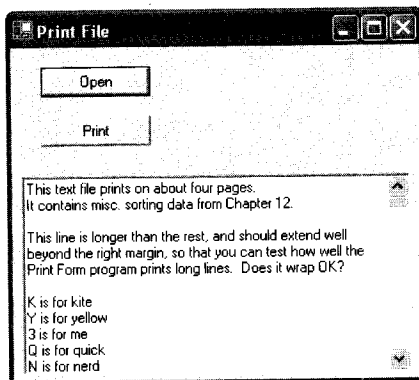 Print File
Open
Print
This text file prints on about four pages.
It contains misc. sorting data from Chapter 12.
This line is longer than the rest, and should extend well
beyond the right margin, so that you can test how well the
Print Form program prints long lines. Does it wrap OK?
K is for kite
Y is for yellow
3 is for me
Q is for quick
N is for nerd